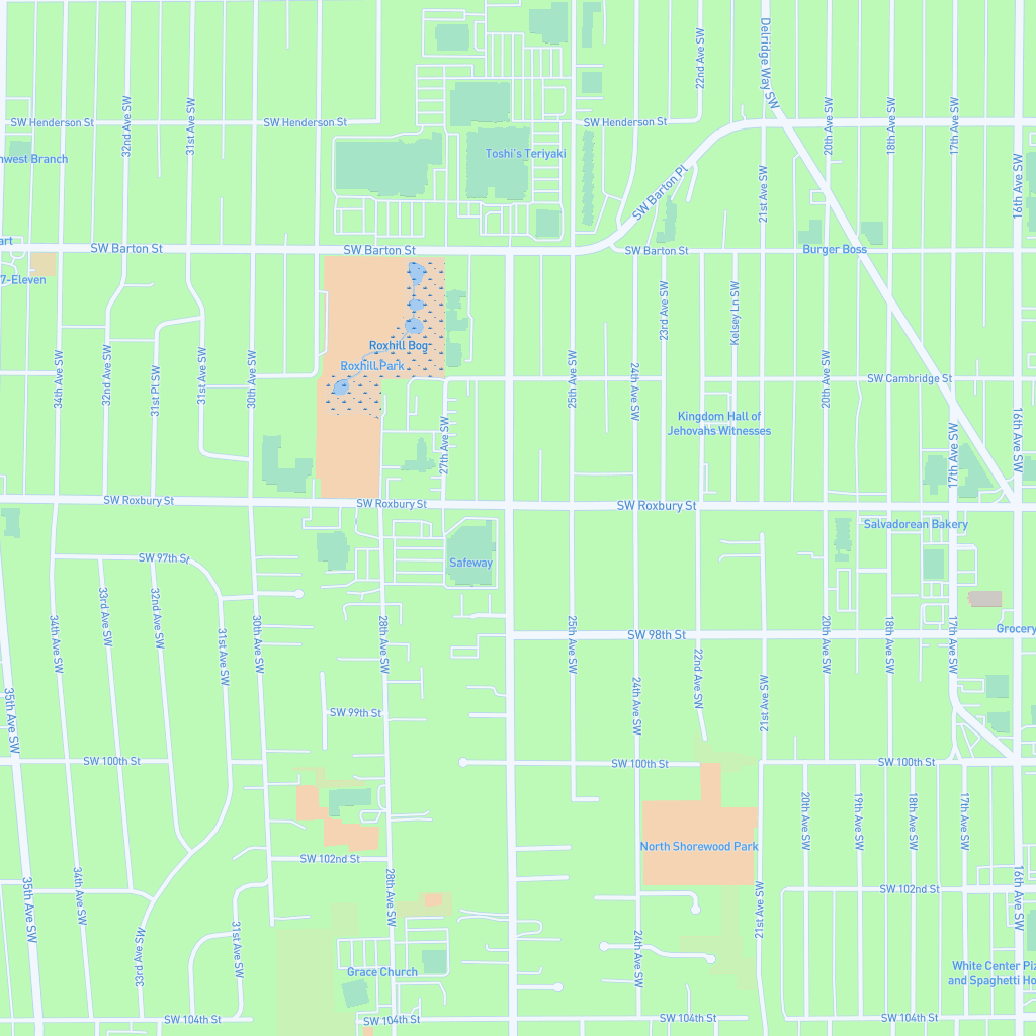 Delridge Way SW
22nd Ave SW
32nd Ave SW
31st Ave SW
20th Ave SW
18th Ave SW
17th Ave SW
SW Henderson St
SW Henderson St
SW Henderson St
Toshi's Teriyaki
west Branch
16th Ave SW
21st Ave SW
SW Barton Pl
SW Barton St
SW Barton St
SW Barton St
Burger Boss
7-Eleven
23rd Ave SW
Kelsey Ln SW
Roxhill Bog
Roxhill Park
34th Ave SW
32nd Ave SW
31st Pl SW
31st Ave SW
30th Ave SW
25th Ave SW
24th Ave SW
20th Ave SW
SW Cambridge St
Kingdom Hall of
Jehovahs Witnesses
27th Ave SW
17th Ave SW
16th Ave SW
SW Roxbury St
SW Roxbury St
SW Roxbury St
Salvadorean Bakery
SW 97th St
Safeway
34th Ave SW
33rd Ave SW
32nd Ave SW
31st Ave SW
30th Ave SW
28th Ave SW
25th Ave SW
SW 98th St
20th Ave SW
18th Ave SW
17th Ave SW
Grocery
35th Ave SW
24th Ave SW
22nd Ave SW
21st Ave SW
SW 99th St
SW 100th St
SW 100th St
SW 100th St
20th Ave SW
19th Ave SW
18th Ave SW
17th Ave SW
North Shorewood Park
SW 102nd St
SW 102nd St
35th Ave SW
34th Ave SW
28th Ave SW
16th Ave SW
21st Ave SW
33rd Ave SW
31st Ave SW
24th Ave SW
Grace Church
White Center Piz
and Spaghetti Ho
SW 104th St
SW 104th St
SW 104th St
SW 104th St